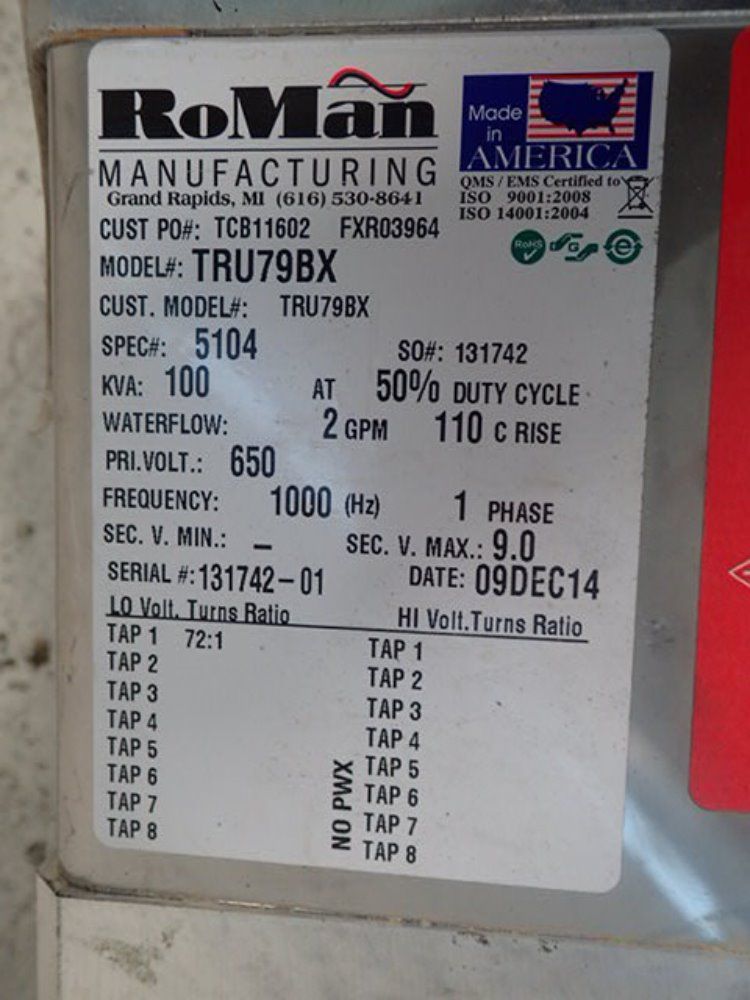 RoMan
MANUFACTURING
Grand Rapids, MI (616) 530-8641
Made
in
AMERICA
QMS / EMS Certified to
ISO 9001:2008
ISO 14001:2004
RoHS
G
e
CUST PO#: TCB11602 FXR03964
MODEL#: TRU79BX
CUST. MODEL#: TRU79BX
SPEC#: 5104 SO#: 131742
KVA: 100 AT 50% DUTY CYCLE
WATERFLOW: 2 GPM 110 C RISE
PRI.VOLT.: 650
FREQUENCY: 1000 (Hz) 1 PHASE
SEC. V. MIN.: – SEC. V. MAX.: 9.0
SERIAL #: 131742-01 DATE: 09DEC14
LO Volt. Turns Ratio HI Volt.Turns Ratio
TAP 1 72:1 TAP 1
TAP 2 TAP 2
TAP 3 TAP 3
TAP 4 TAP 4
TAP 5 TAP 5
TAP 6 TAP 6
TAP 7 TAP 7
TAP 8 TAP 8
NO PWX